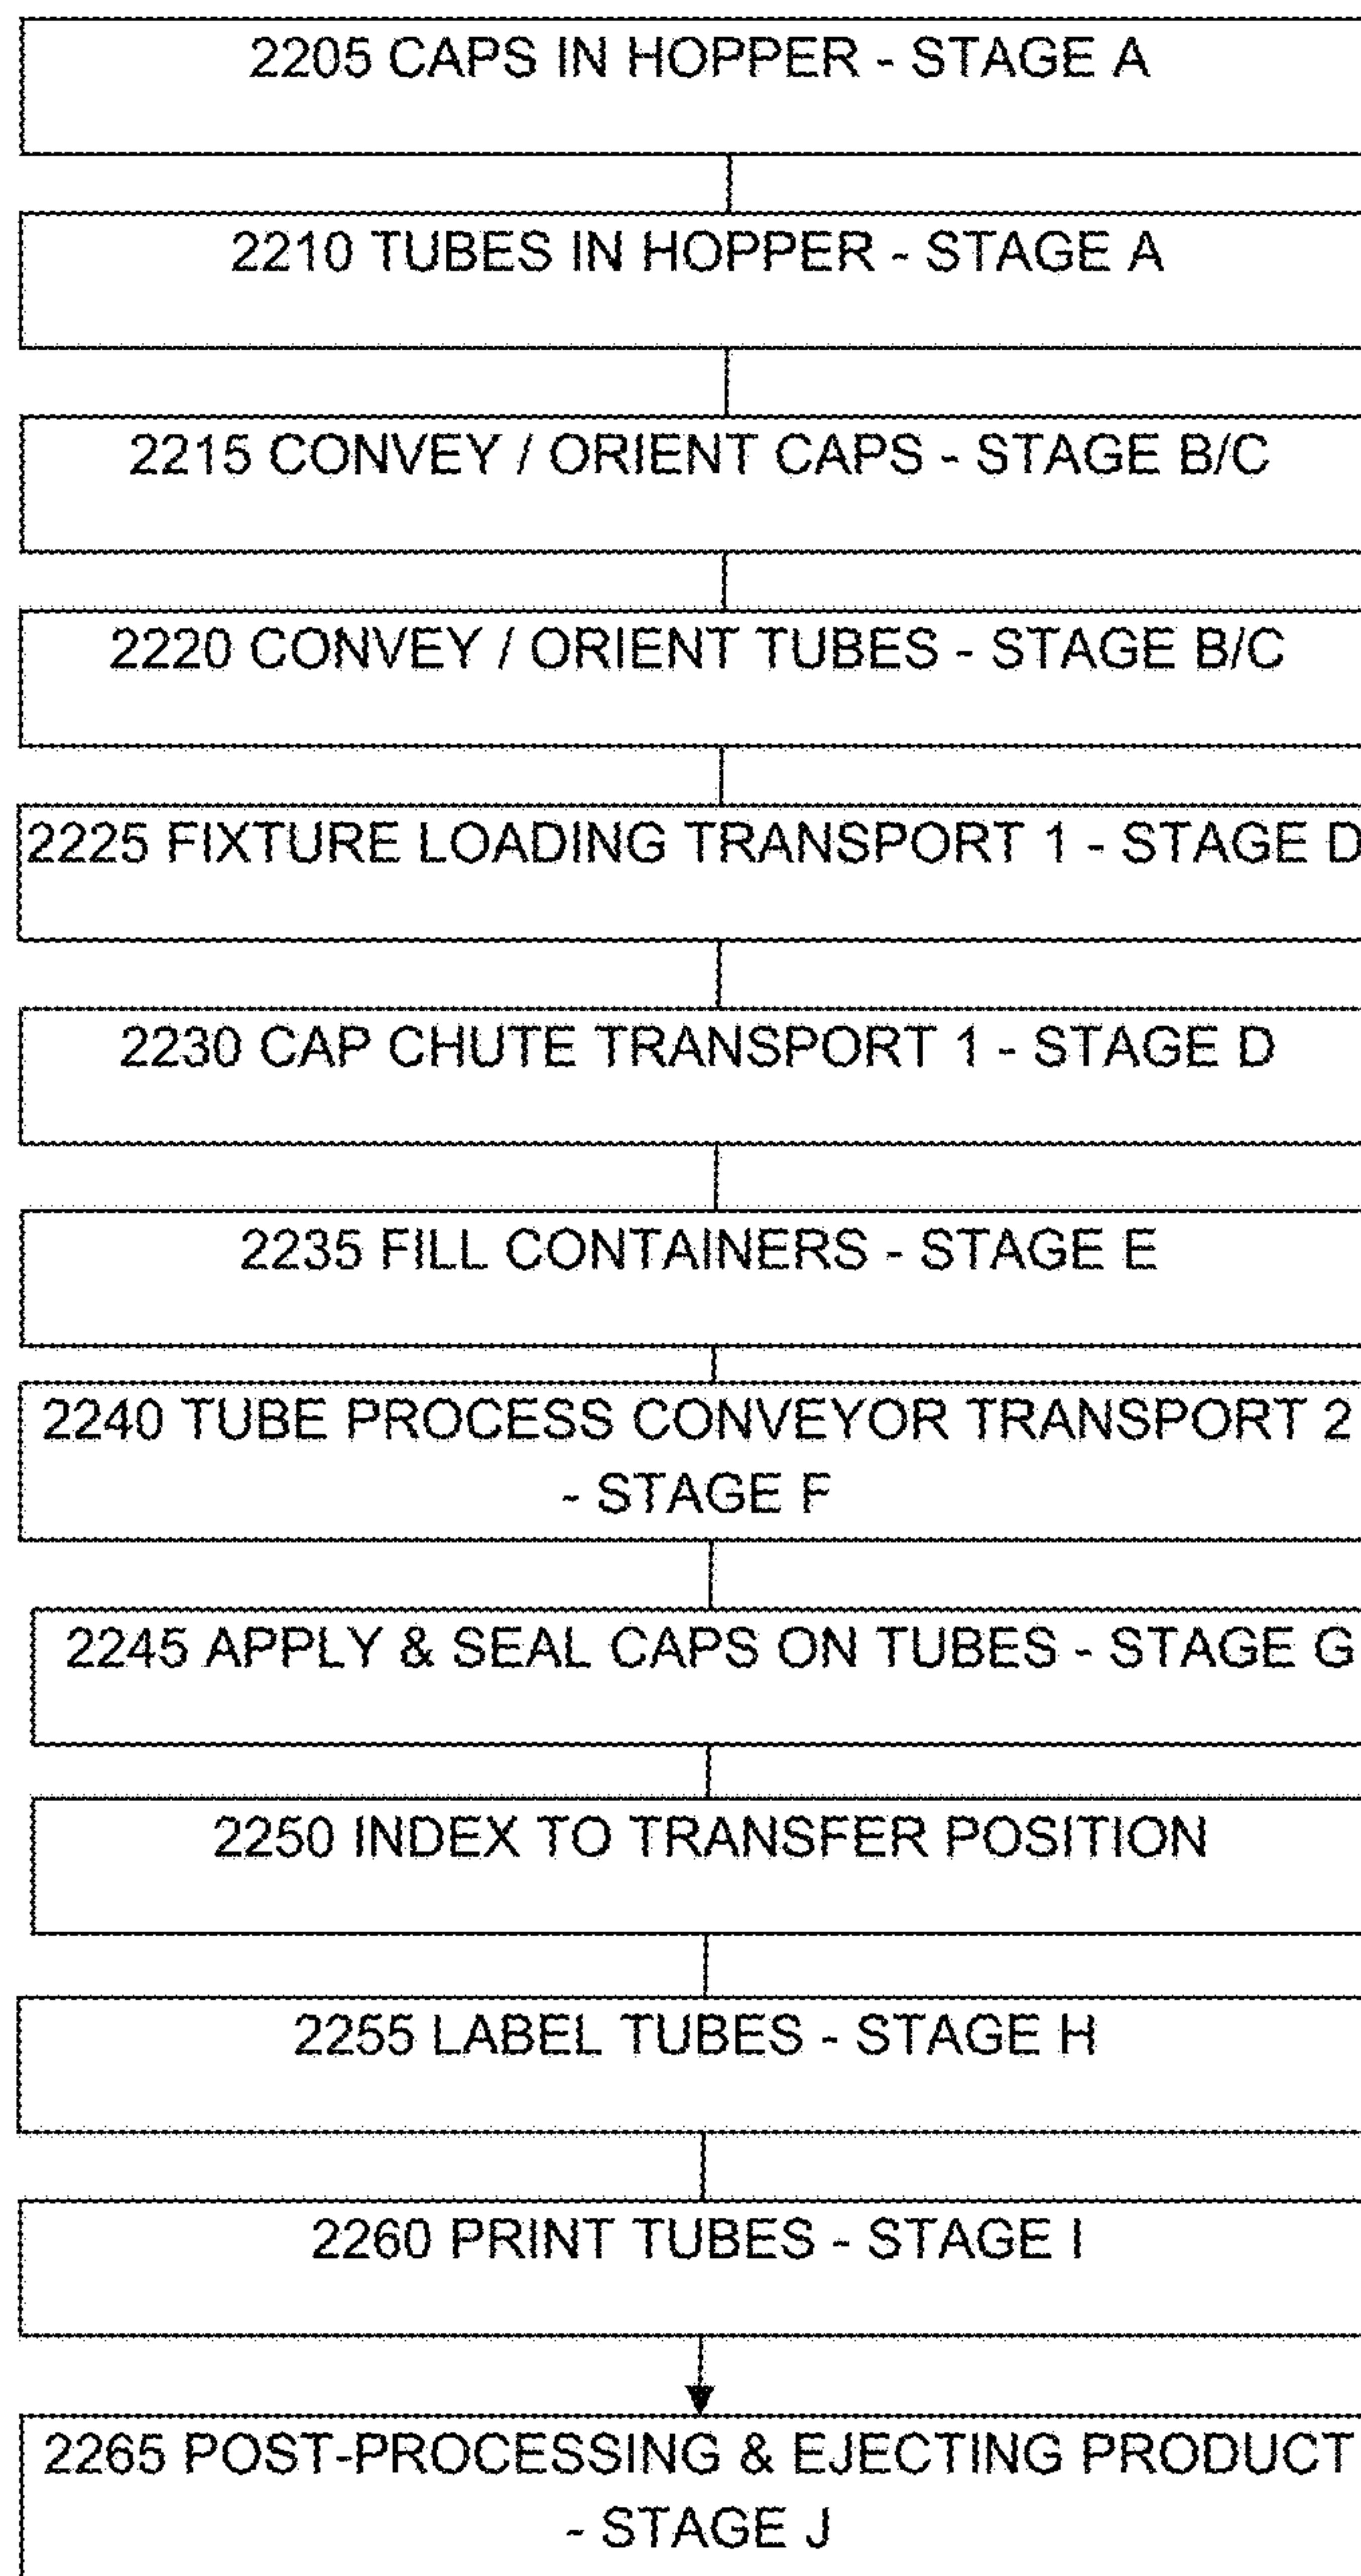 2205 CAPS IN HOPPER - STAGE A
2210 TUBES IN HOPPER - STAGE A
2215 CONVEY / ORIENT CAPS - STAGE B/C
2220 CONVEY / ORIENT TUBES - STAGE B/C
2225 FIXTURE LOADING TRANSPORT 1 - STAGE D
2230 CAP CHUTE TRANSPORT 1 - STAGE D
2235 FILL CONTAINERS - STAGE E
2240 TUBE PROCESS CONVEYOR TRANSPORT 2
- STAGE F
2245 APPLY & SEAL CAPS ON TUBES - STAGE G
2250 INDEX TO TRANSFER POSITION
2255 LABEL TUBES - STAGE H
2260 PRINT TUBES - STAGE I
2265 POST-PROCESSING & EJECTING PRODUCT
- STAGE J